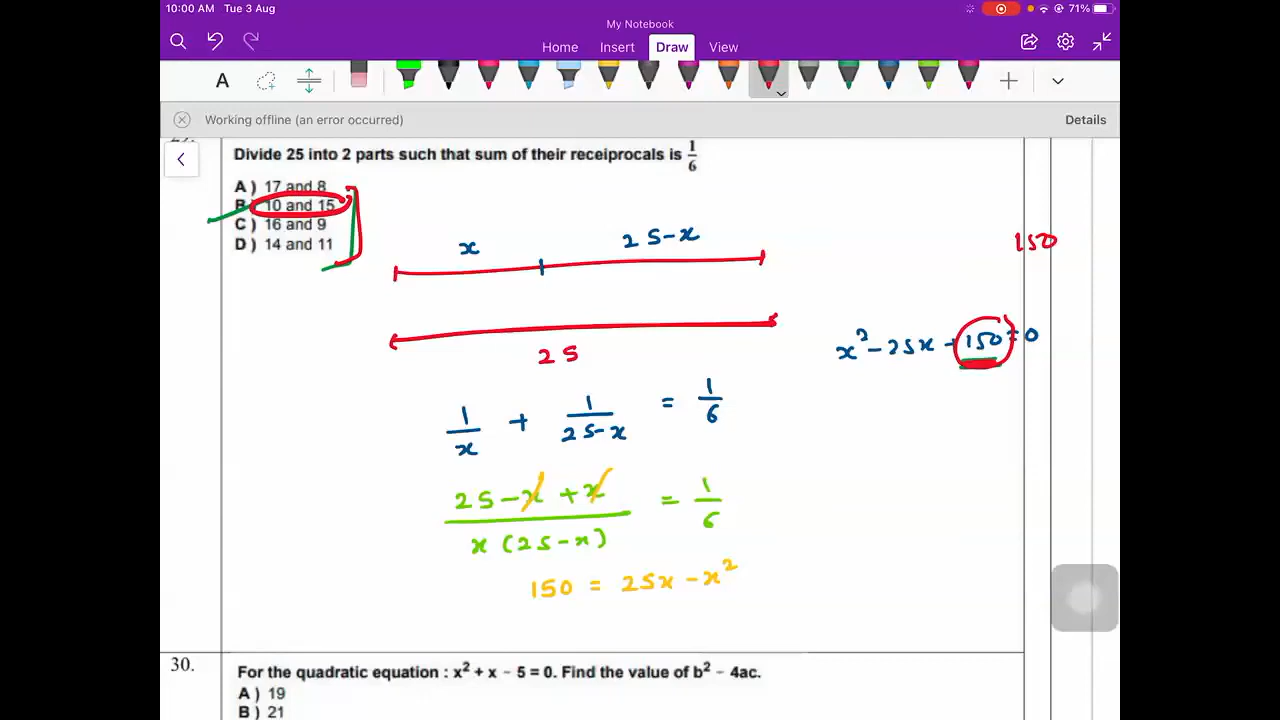 10:00 AM Tue 3 Aug
71%
My Notebook
Home Insert Draw View
A
Working offline (an error occurred) Details
Divide 25 into 2 parts such that sum of their receiprocals is 1/6
A ) 17 and 8
B) 10 and 15
C ) 16 and 9
D ) 14 and 11
x 25-x
150
25
x² - 25x + 150 = 0
1/x + 1/25-x = 1/6
25 - x + x / x (25-x) = 1/6
150 = 25x - x²
30.
For the quadratic equation : x² + x - 5 = 0. Find the value of b² - 4ac.
A ) 19
B ) 21